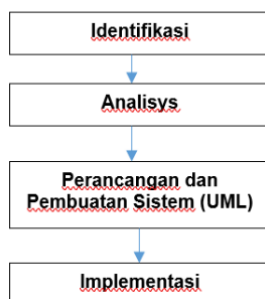 Identifikasi
Analisys
Perancangan dan
Pembuatan Sistem (UML)
Implementasi